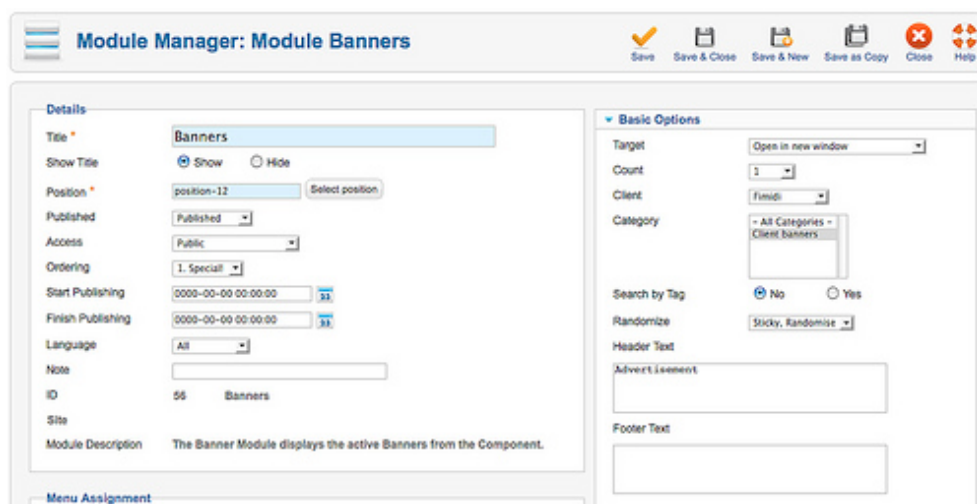 Module Manager: Module Banners
Save Save & Close Save & New Save as Copy Close Help
Details
Title * Banners
Show Title Show Hide
Position * position-12 Select position
Published Published
Access Public
Ordering 1. Speciall
Start Publishing 0000-00-00 00:00:00 23
Finish Publishing 0000-00-00 00:00:00 23
Language All
Note
ID 56 Banners
Site
Module Description The Banner Module displays the active Banners from the Component.
Menu Assignment
Basic Options
Target Open in new window
Count 1
Client Fimidi
Category - All Categories -
Client banners
Search by Tag No Yes
Randomize Sticky, Randomise
Header Text
Advertisement
Footer Text